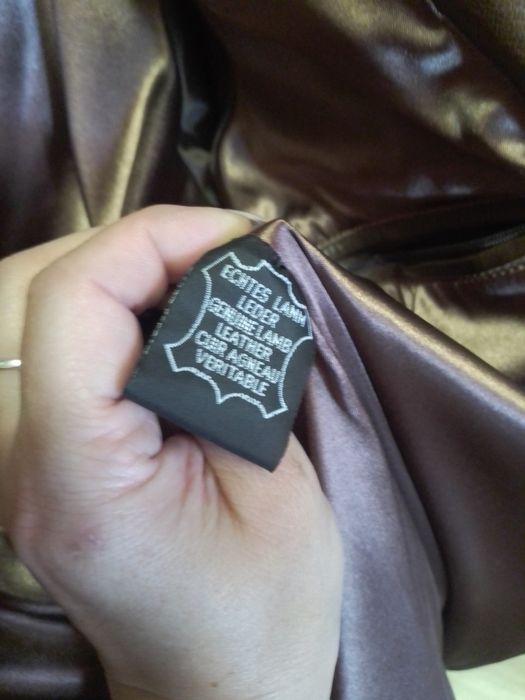 ECHTES LAMM
LEDER
GENUINE LAMB
LEATHER
CUIR AGNEAU
VERITABLE